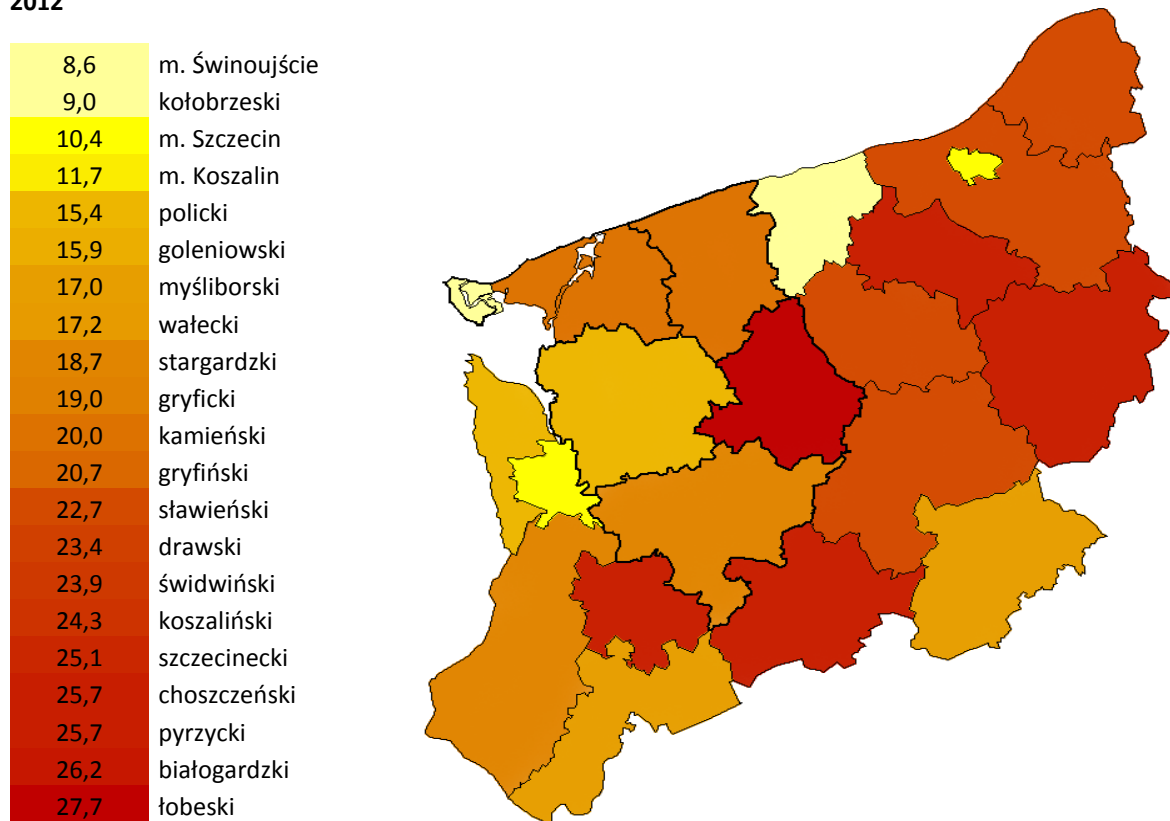 2012
8,6 m. Świnoujście
9,0 kołobrzeski
10,4 m. Szczecin
11,7 m. Koszalin
15,4 policki
15,9 goleniowski
17,0 myśliborski
17,2 wałecki
18,7 stargardzki
19,0 gryficki
20,0 kamieński
20,7 gryfiński
22,7 sławieński
23,4 drawski
23,9 świdwiński
24,3 koszaliński
25,1 szczecinecki
25,7 choszczeński
25,7 pyrzycki
26,2 białogardzki
27,7 łobeski